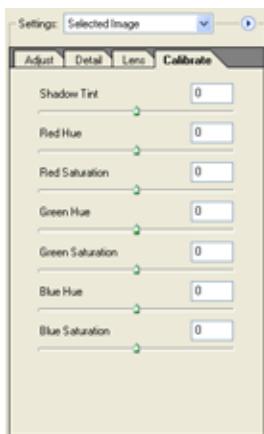 Settings: Selected Image
Adjust Detail Lens Calibrate
Shadow Tint 0
Red Hue 0
Red Saturation 0
Green Hue 0
Green Saturation 0
Blue Hue 0
Blue Saturation 0